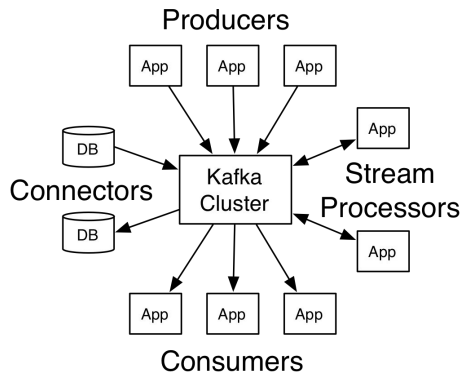 Producers
App
App
App
DB
App
Connectors
Kafka
Cluster
Stream
Processors
DB
App
App
App
App
Consumers